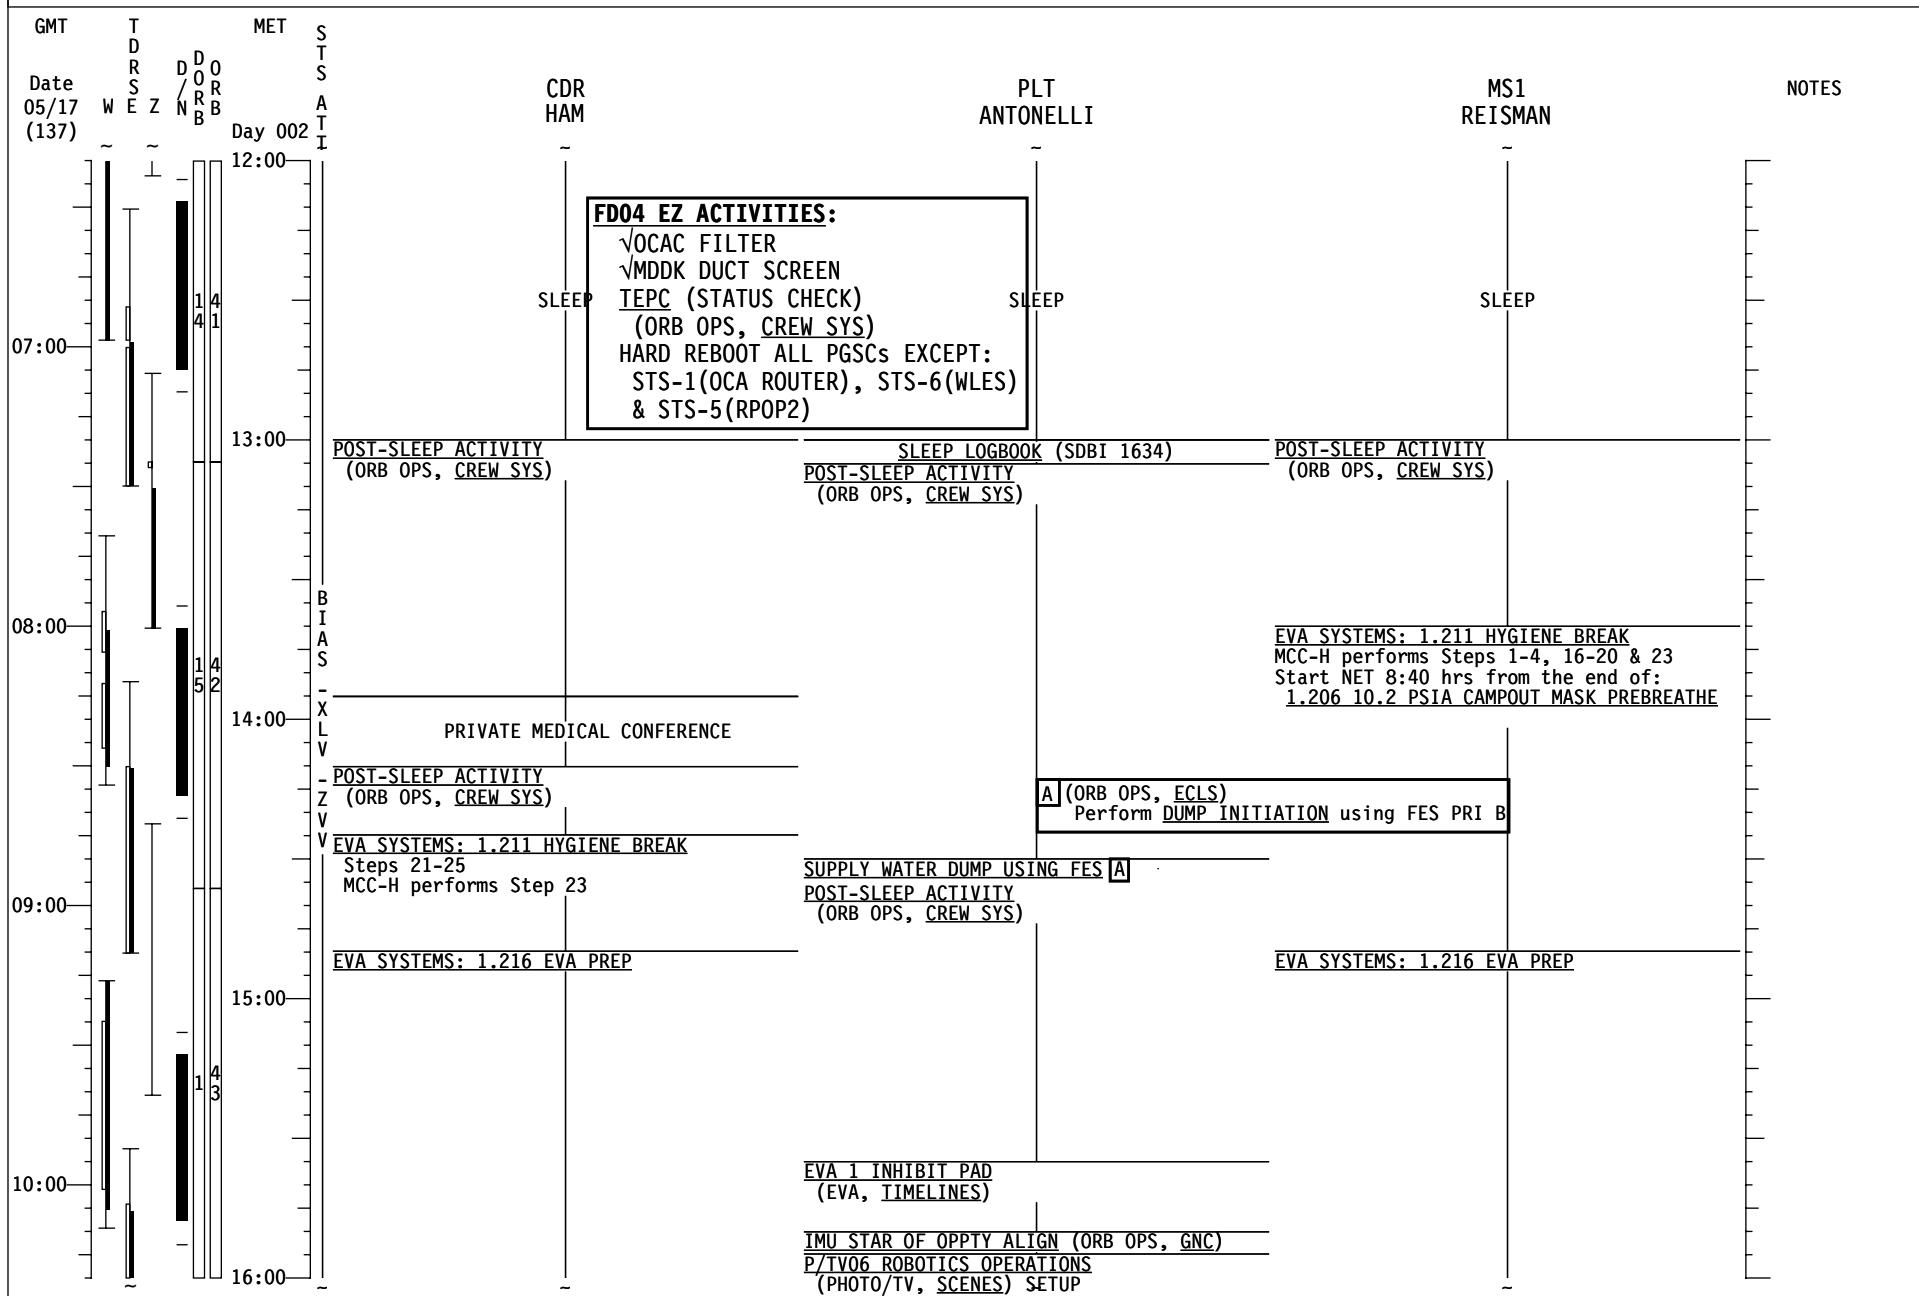 GMT
Date
05/17
(137)
TDRS
W E Z
D/N
DORB
ORB
MET
Day 002
STS ATT
CDR
HAM
PLT
ANTONELLI
MS1
REISMAN
NOTES
12:00
FD04 EZ ACTIVITIES:
√OCAC FILTER
√MDDK DUCT SCREEN
TEPC (STATUS CHECK)
(ORB OPS, CREW SYS)
HARD REBOOT ALL PGSCs EXCEPT:
STS-1(OCA ROUTER), STS-6(WLES)
& STS-5(RPOP2)
SLEEP
SLEEP
SLEEP
14
41
07:00
13:00
POST-SLEEP ACTIVITY
(ORB OPS, CREW SYS)
SLEEP LOGBOOK (SDBI 1634)
POST-SLEEP ACTIVITY
(ORB OPS, CREW SYS)
POST-SLEEP ACTIVITY
(ORB OPS, CREW SYS)
08:00
BIAS -XLV -ZVV
15
42
EVA SYSTEMS: 1.211 HYGIENE BREAK
MCC-H performs Steps 1-4, 16-20 & 23
Start NET 8:40 hrs from the end of:
1.206 10.2 PSIA CAMPOUT MASK PREBREATHE
14:00
PRIVATE MEDICAL CONFERENCE
POST-SLEEP ACTIVITY
(ORB OPS, CREW SYS)
A (ORB OPS, ECLS)
Perform DUMP INITIATION using FES PRI B
EVA SYSTEMS: 1.211 HYGIENE BREAK
Steps 21-25
MCC-H performs Step 23
SUPPLY WATER DUMP USING FES A
POST-SLEEP ACTIVITY
(ORB OPS, CREW SYS)
09:00
EVA SYSTEMS: 1.216 EVA PREP
EVA SYSTEMS: 1.216 EVA PREP
15:00
1
43
EVA 1 INHIBIT PAD
(EVA, TIMELINES)
10:00
IMU STAR OF OPPTY ALIGN (ORB OPS, GNC)
P/TV06 ROBOTICS OPERATIONS
(PHOTO/TV, SCENES) SETUP
16:00